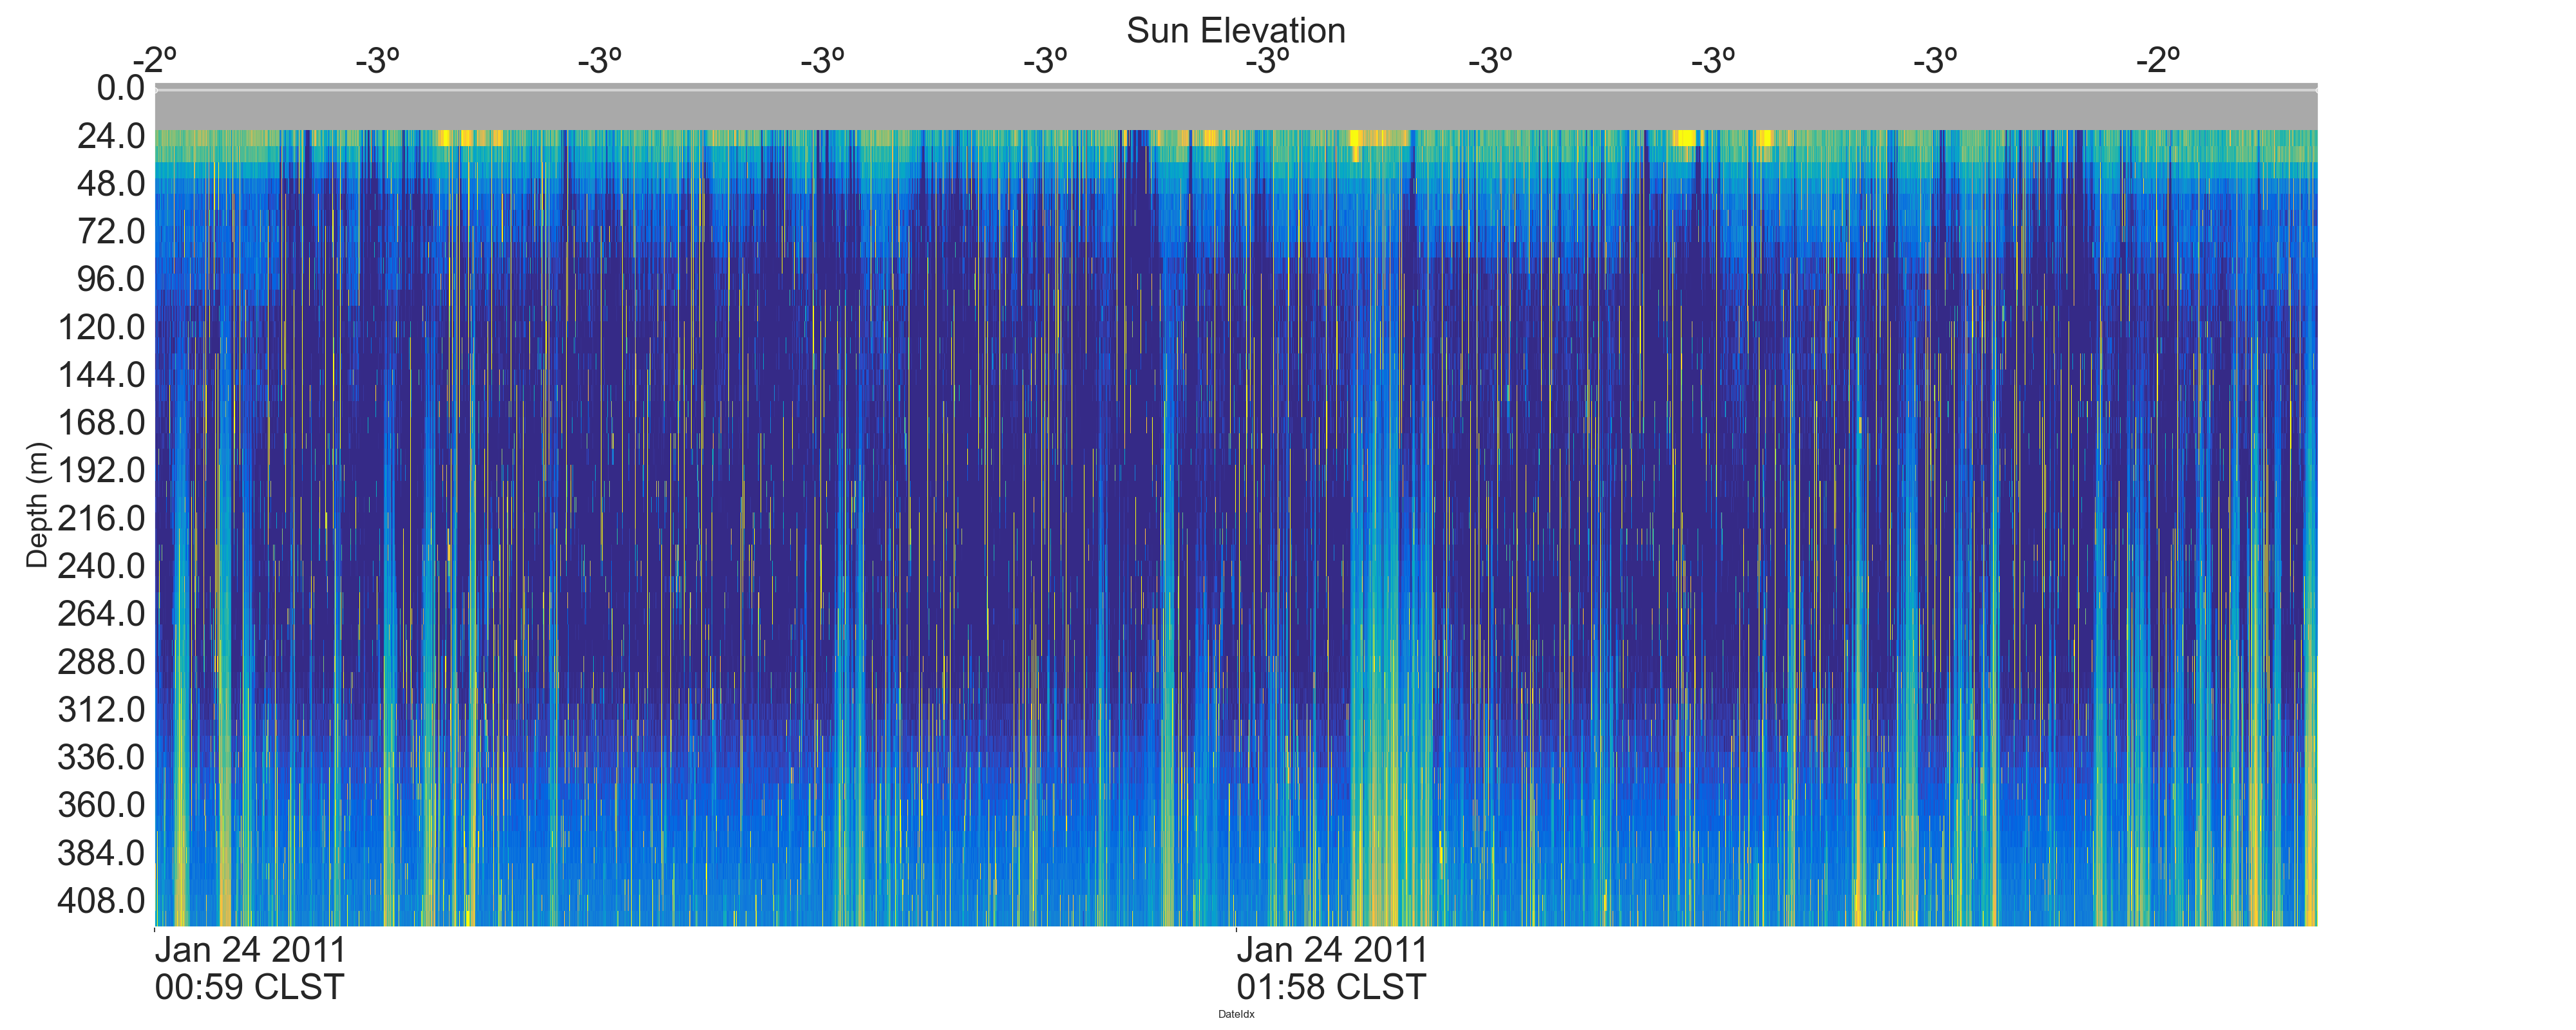 Sun Elevation
-2º -3º -3º -3º -3º -3º -3º -3º -3º -2º
0.0
24.0
48.0
72.0
96.0
120.0
144.0
168.0
192.0
216.0
240.0
264.0
288.0
312.0
336.0
360.0
384.0
408.0
Depth (m)
Jan 24 2011
00:59 CLST
Jan 24 2011
01:58 CLST
DateIdx